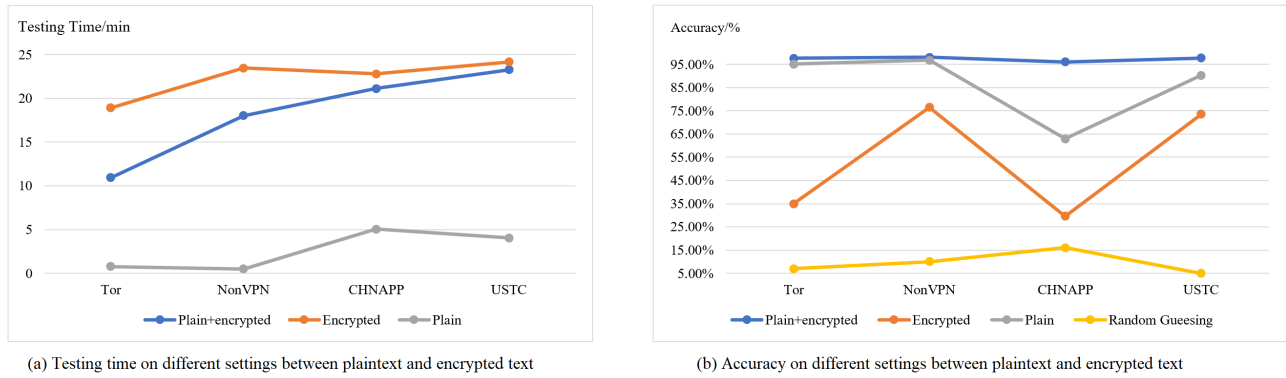 Testing Time/min
25
20
15
10
5
0
Tor NonVPN CHNAPP USTC
Plain+encrypted Encrypted Plain
(a) Testing time on different settings between plaintext and encrypted text
Accuracy/%
95.00%
85.00%
75.00%
65.00%
55.00%
45.00%
35.00%
25.00%
15.00%
5.00%
Tor NonVPN CHNAPP USTC
Plain+encrypted Encrypted Plain Random Gueesing
(b) Accuracy on different settings between plaintext and encrypted text